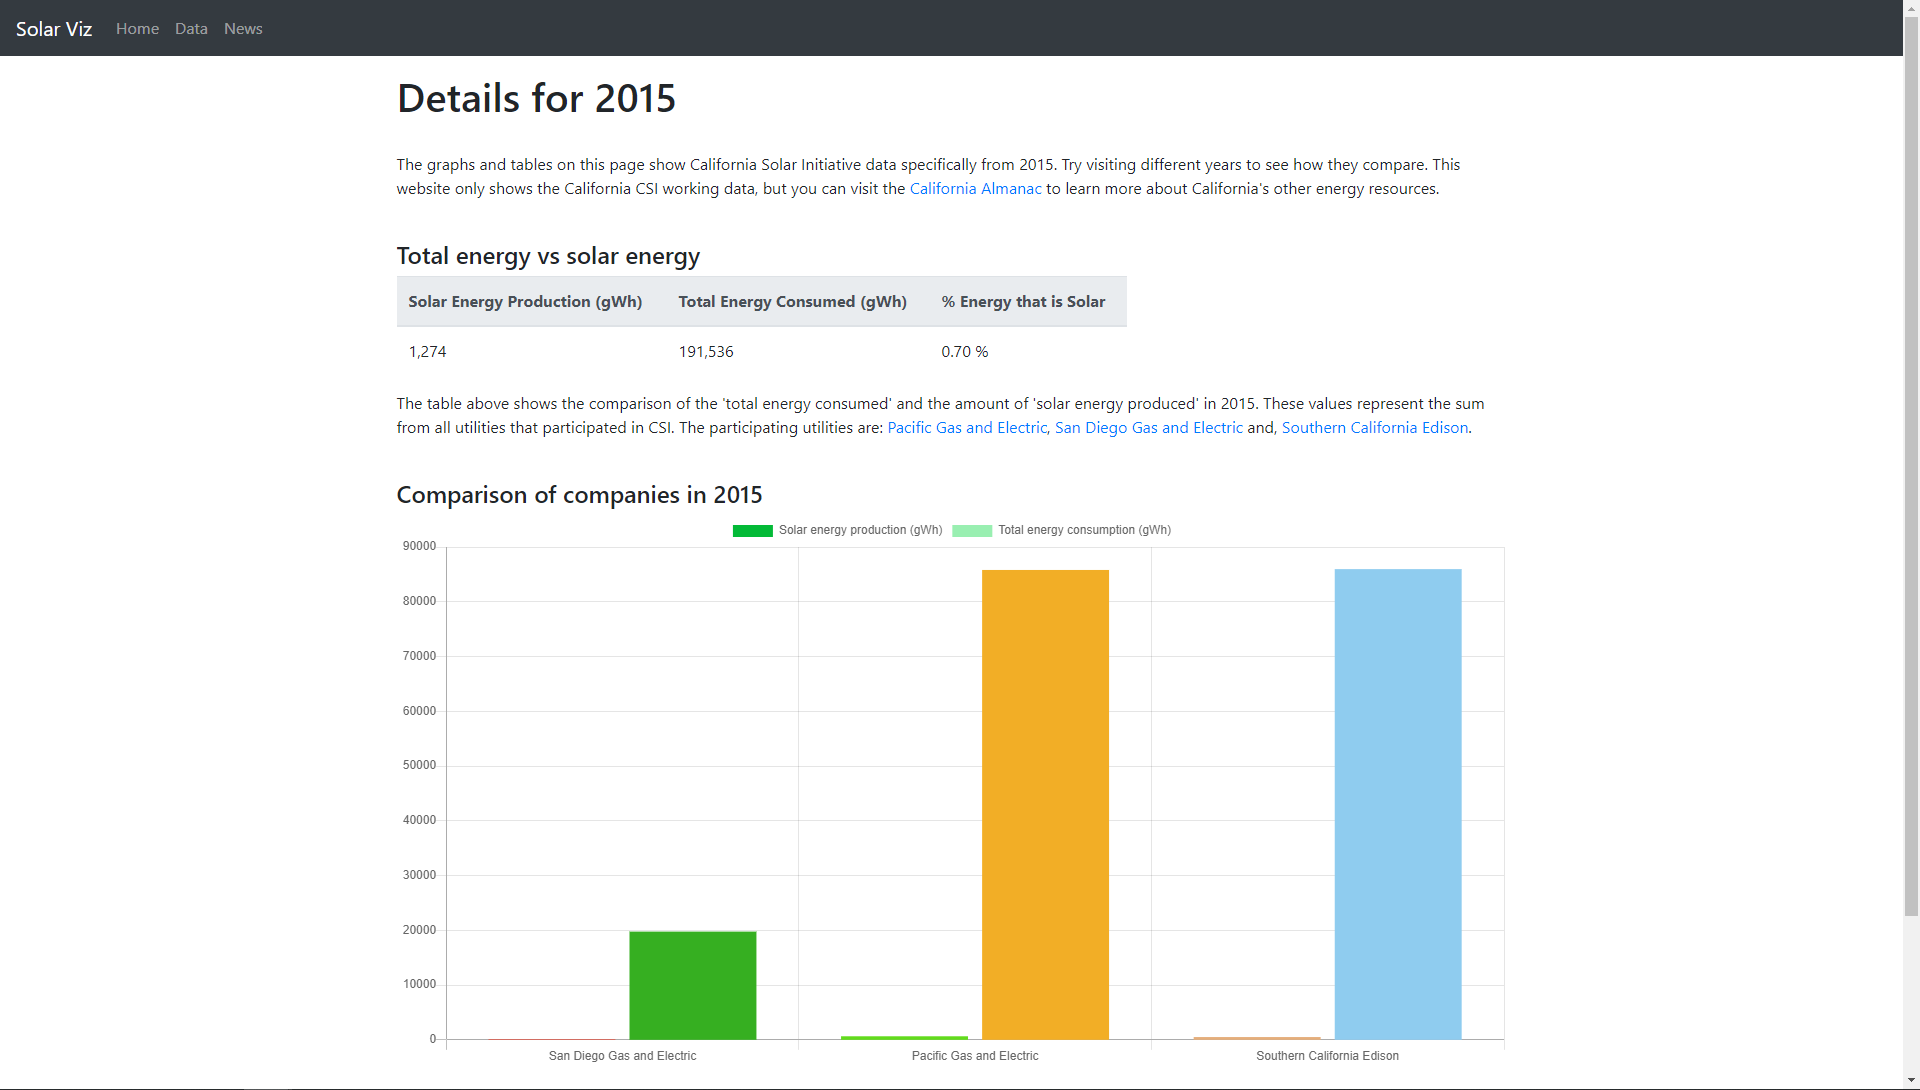 Solar Viz Home Data News
Details for 2015
The graphs and tables on this page show California Solar Initiative data specifically from 2015. Try visiting different years to see how they compare. This
website only shows the California CSI working data, but you can visit the California Almanac to learn more about California's other energy resources.
Total energy vs solar energy
Solar Energy Production (gWh) Total Energy Consumed (gWh) % Energy that is Solar
1,274 191,536 0.70 %
The table above shows the comparison of the 'total energy consumed' and the amount of 'solar energy produced' in 2015. These values represent the sum
from all utilities that participated in CSI. The participating utilities are: Pacific Gas and Electric, San Diego Gas and Electric and, Southern California Edison.
Comparison of companies in 2015
Solar energy production (gWh) Total energy consumption (gWh)
90000
80000
70000
60000
50000
40000
30000
20000
10000
0
San Diego Gas and Electric Pacific Gas and Electric Southern California Edison